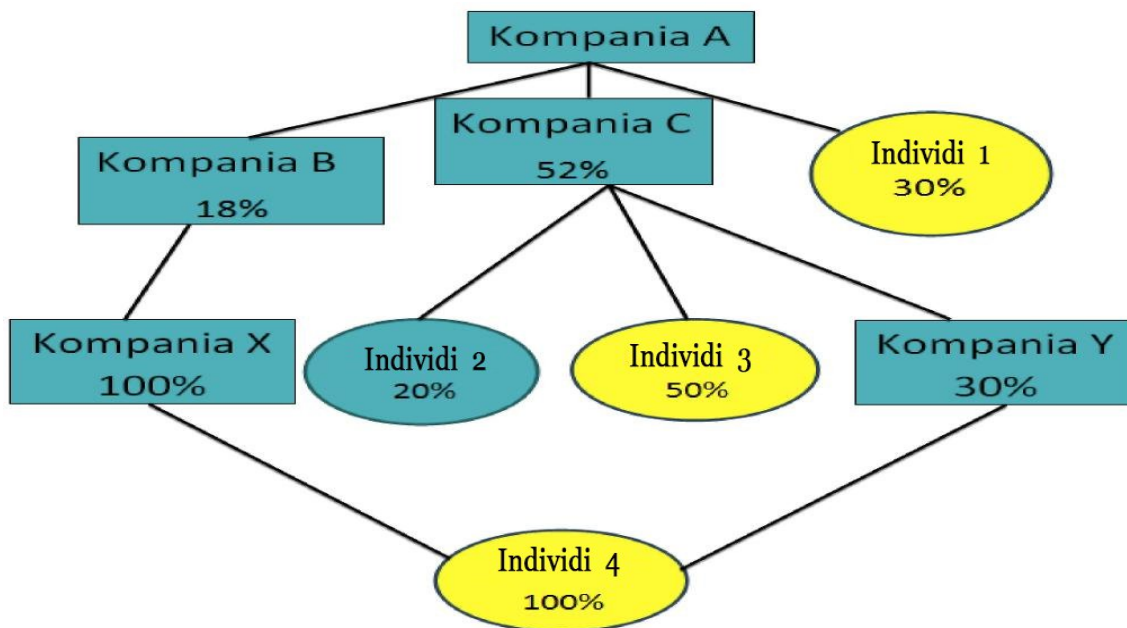 Kompania A
Kompania B
18%
Kompania C
52%
Individi 1
30%
Kompania X
100%
Individi 2
20%
Individi 3
50%
Kompania Y
30%
Individi 4
100%